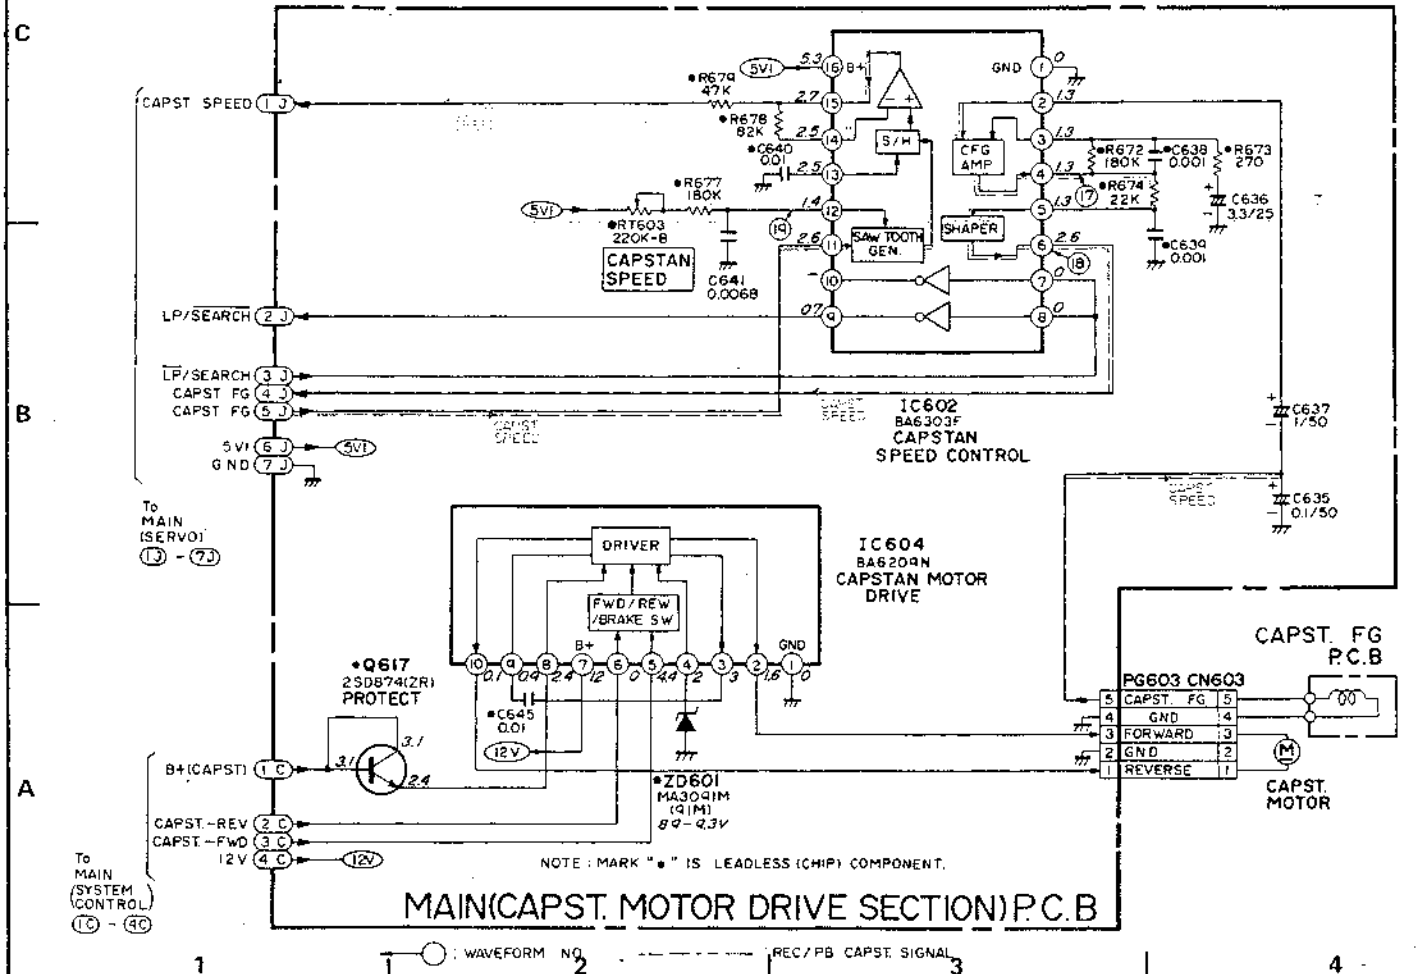 C
CAPST SPEED 1 J
5V1
5.3
16
B+
GND
1
0
•R679
47K
2.7
15
2
1.3
•R678
82K
2.5
14
S/H
CFG
AMP
3
1.3
•R672
180K
•C638
0.001
•R673
270
•C640
0.01
2.5
13
4
1.3
17
•R674
22K
C636
3.3/25
•R677
180K
5V1
•RT603
220K-B
CAPSTAN
SPEED
1.4
12
19
5
1.3
SHAPER
C641
0.0068
2.6
11
SAW TOOTH
GEN.
6
2.6
18
•C639
0.001
10
7
0
LP/SEARCH 2 J
0.7
9
8
0
LP/SEARCH 3 J
CAPST FG 4 J
CAPST FG 5 J
CAPST
SPEED
CAPST
SPEED
B
IC602
BA6303F
CAPSTAN
SPEED CONTROL
C637
1/50
5V1 6 J
5V1
GND 7 J
CAPST
SPEED
C635
0.1/50
To
MAIN
(SERVO)
1J - 7J
DRIVER
FWD/REW
/BRAKE SW
IC604
BA6209N
CAPSTAN MOTOR
DRIVE
B+
GND
10 9 8 7 6 5 4 3 2 1
0.1 0.4 2.4 12 0 4.4 2 3 1.6 0
CAPST. FG
P.C.B
•Q617
2SD874(ZR)
PROTECT
•C645
0.01
12V
PG603 CN603
5 CAPST. FG 5
4 GND 4
3 FORWARD 3
2 GND 2
1 REVERSE 1
M
CAPST.
MOTOR
3.1
3.1
2.4
A
B+(CAPST) 1 C
•ZD601
MA3091M
(91M)
8.9-9.3V
CAPST.-REV 2 C
CAPST.-FWD 3 C
12V 4 C
12V
To
MAIN
(SYSTEM
CONTROL)
1C - 4C
NOTE : MARK "•" IS LEADLESS (CHIP) COMPONENT.
MAIN(CAPST. MOTOR DRIVE SECTION) P.C.B
: WAVEFORM NO.
: REC/PB CAPST. SIGNAL
1 2 3 4